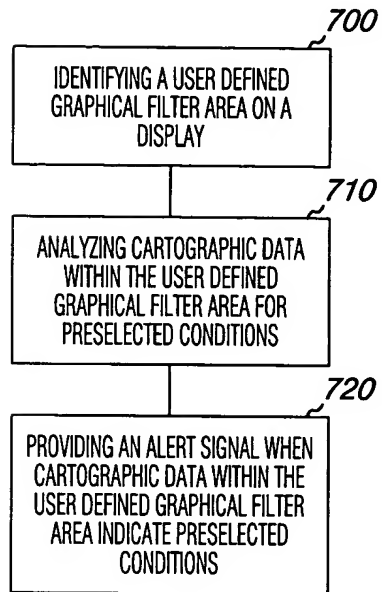 700
IDENTIFYING A USER DEFINED
GRAPHICAL FILTER AREA ON A
DISPLAY
710
ANALYZING CARTOGRAPHIC DATA
WITHIN THE USER DEFINED
GRAPHICAL FILTER AREA FOR
PRESELECTED CONDITIONS
720
PROVIDING AN ALERT SIGNAL WHEN
CARTOGRAPHIC DATA WITHIN THE
USER DEFINED GRAPHICAL FILTER
AREA INDICATE PRESELECTED
CONDITIONS